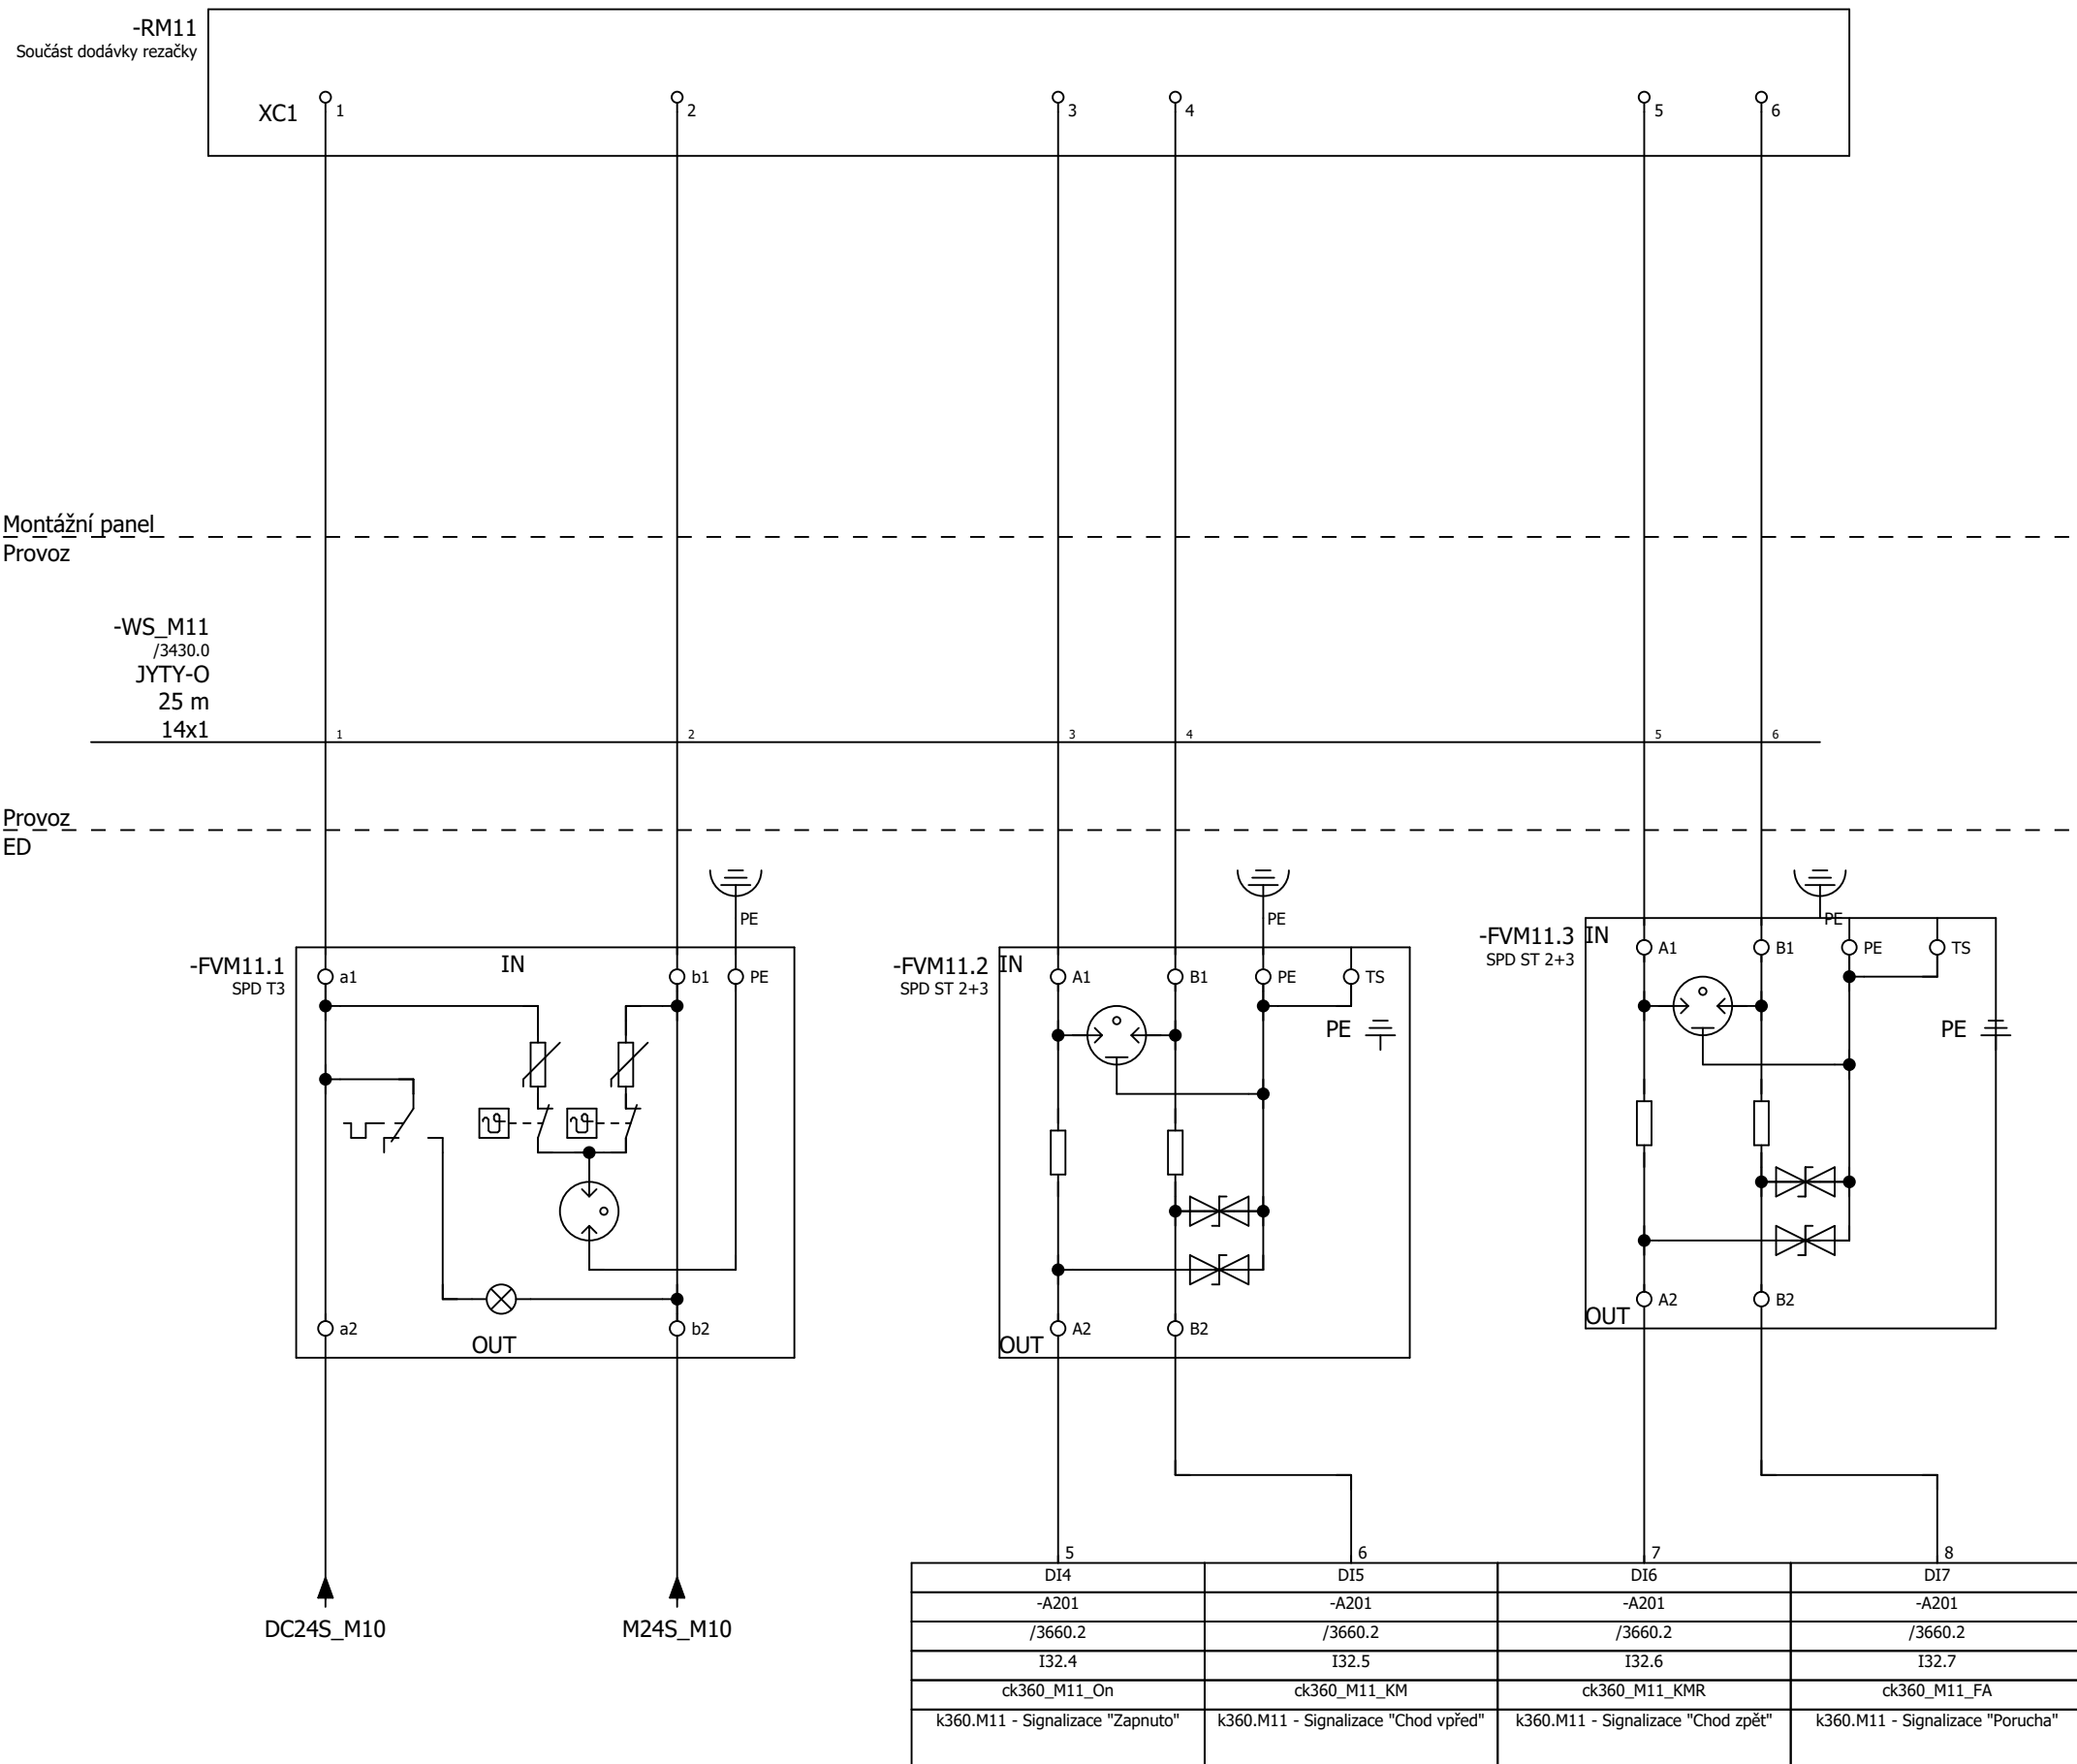 -RM11
Součást dodávky rezačky
XC1
1
2
3
4
5
6
Montážní panel
Provoz
-WS_M11
/3430.0
JYTY-O
25 m
14x1
1
2
3
4
5
6
Provoz
ED
PE
PE
PE
-FVM11.1
SPD T3
IN
a1
b1
PE
a2
b2
OUT
-FVM11.2
SPD ST 2+3
IN
A1
B1
PE
TS
PE
A2
B2
OUT
-FVM11.3
SPD ST 2+3
IN
A1
B1
PE
TS
PE
A2
B2
OUT
DC24S_M10
M24S_M10
5 6 7 8
DI4 DI5 DI6 DI7
-A201 -A201 -A201 -A201
/3660.2 /3660.2 /3660.2 /3660.2
I32.4 I32.5 I32.6 I32.7
ck360_M11_On ck360_M11_KM ck360_M11_KMR ck360_M11_FA
k360.M11 - Signalizace "Zapnuto" k360.M11 - Signalizace "Chod vpřed" k360.M11 - Signalizace "Chod zpět" k360.M11 - Signalizace "Porucha"